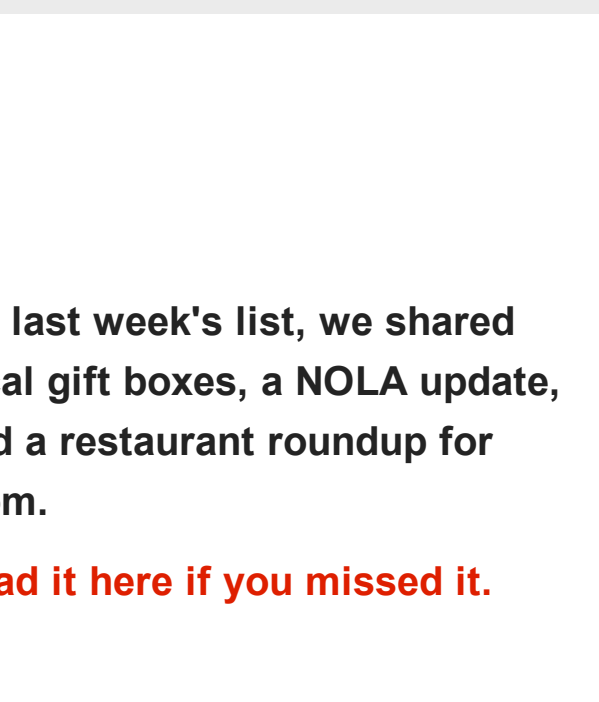 last week's list, we shared
al gift boxes, a NOLA update,
d a restaurant roundup for
m.
ad it here if you missed it.